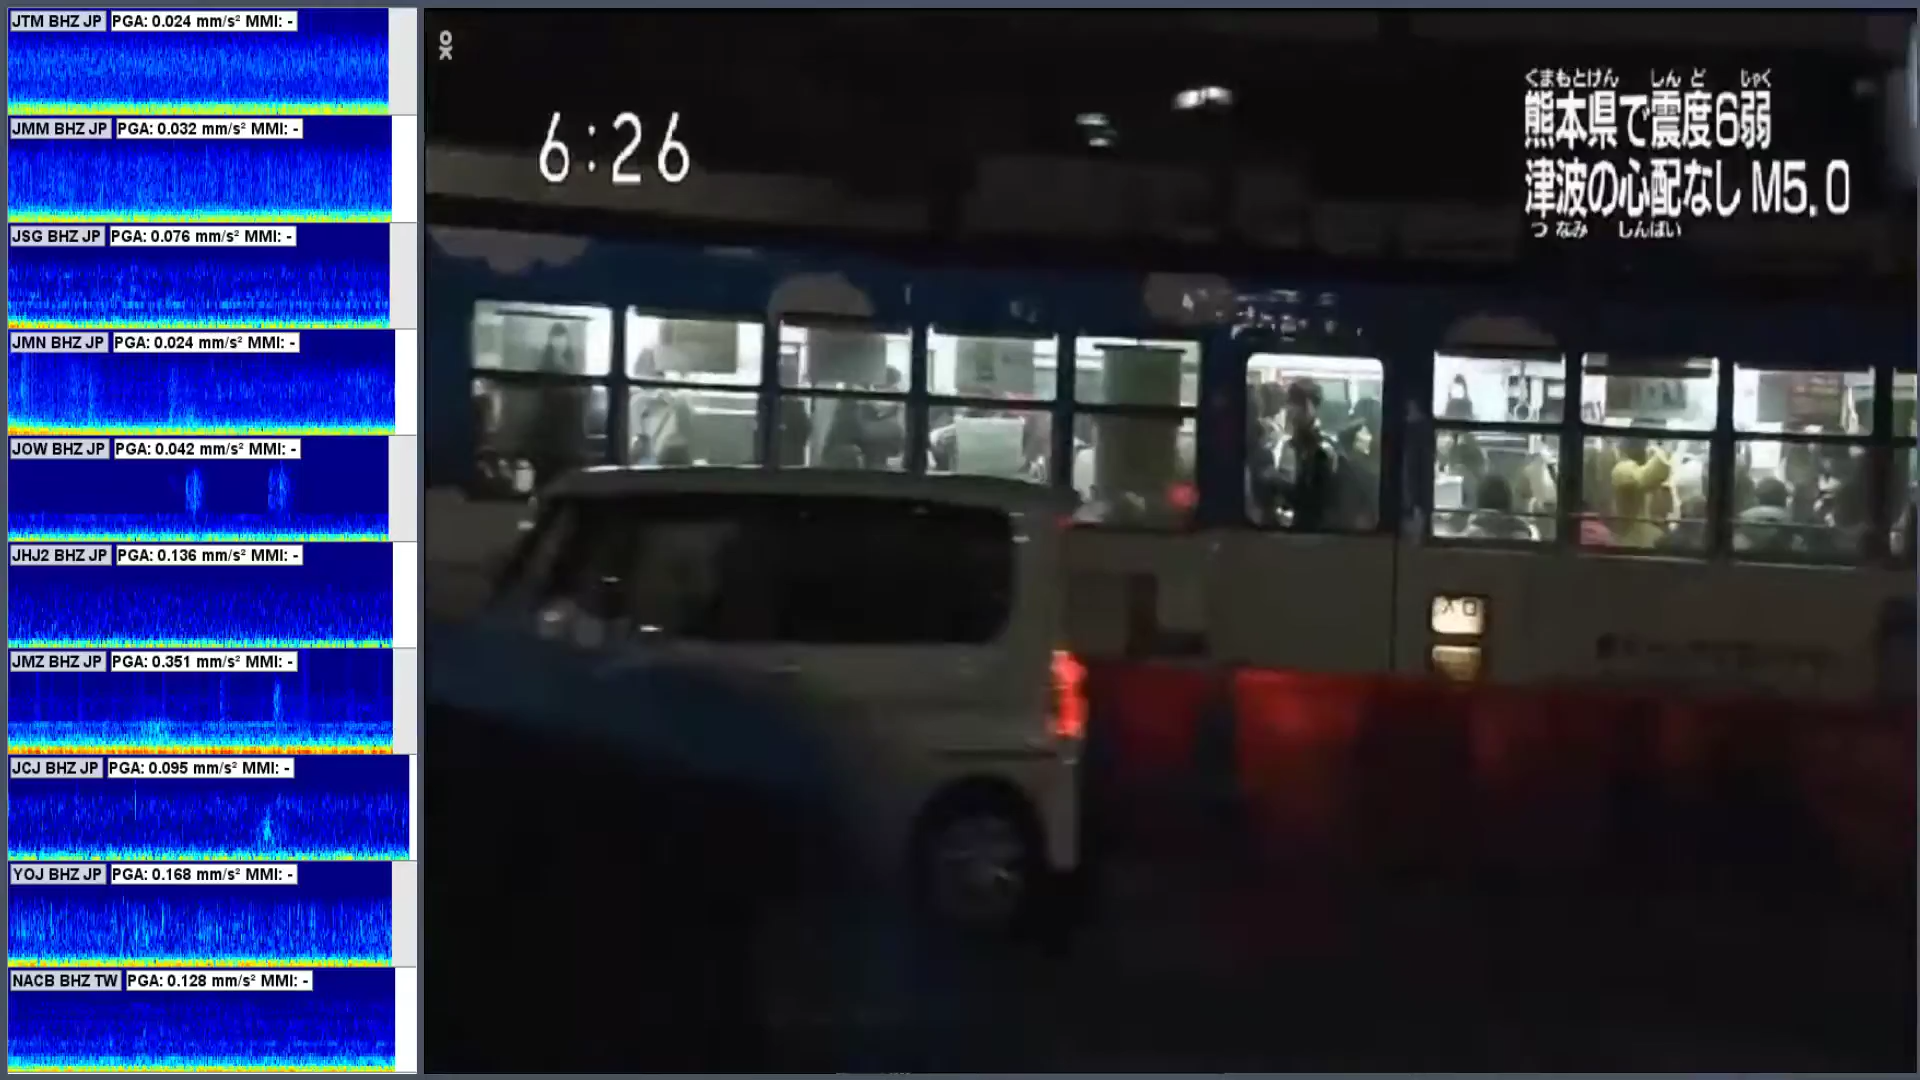 JTM BHZ JP PGA: 0.024 mm/s² MMI: -
JMM BHZ JP PGA: 0.032 mm/s² MMI: -
JSG BHZ JP PGA: 0.076 mm/s² MMI: -
JMN BHZ JP PGA: 0.024 mm/s² MMI: -
JOW BHZ JP PGA: 0.042 mm/s² MMI: -
JHJ2 BHZ JP PGA: 0.136 mm/s² MMI: -
JMZ BHZ JP PGA: 0.351 mm/s² MMI: -
JCJ BHZ JP PGA: 0.095 mm/s² MMI: -
YOJ BHZ JP PGA: 0.168 mm/s² MMI: -
NACB BHZ TW PGA: 0.128 mm/s² MMI: -
6:26
くまもとけん しんど じゃく
熊本県で震度6弱
津波の心配なし M5.0
つなみ しんぱい
入口